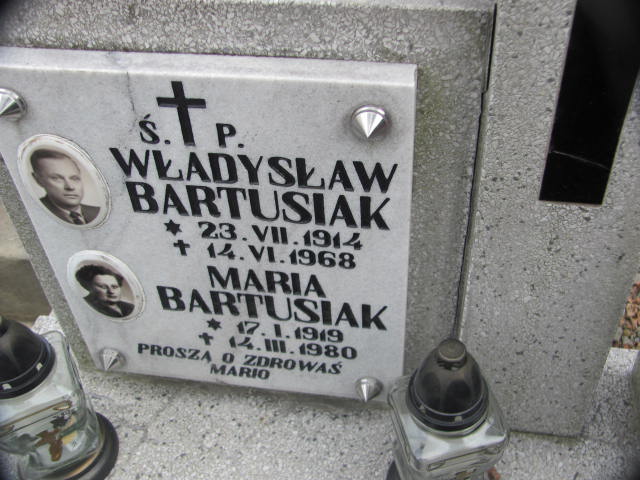 Ś. P.
WŁADYSŁAW
BARTUSIAK
* 23.VII.1914
✝ 14.VI.1968
MARIA
BARTUSIAK
* 17.I.1919
✝ 14.III.1980
PROSZĄ O ZDROWAŚ
MARIO